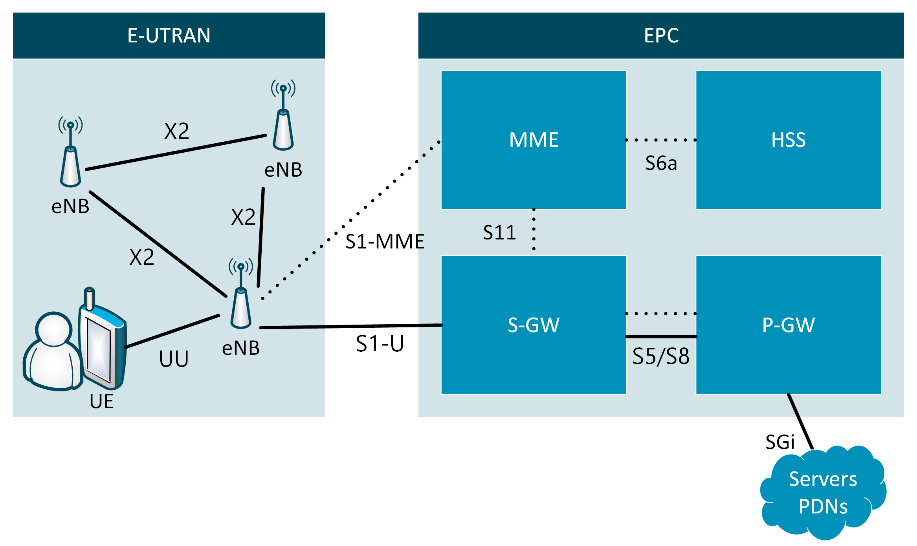 E-UTRAN
EPC
X2
eNB
eNB
X2
X2
eNB
UU
UE
S1-MME
S1-U
MME
S6a
HSS
S11
S-GW
S5/S8
P-GW
SGi
Servers
PDNs